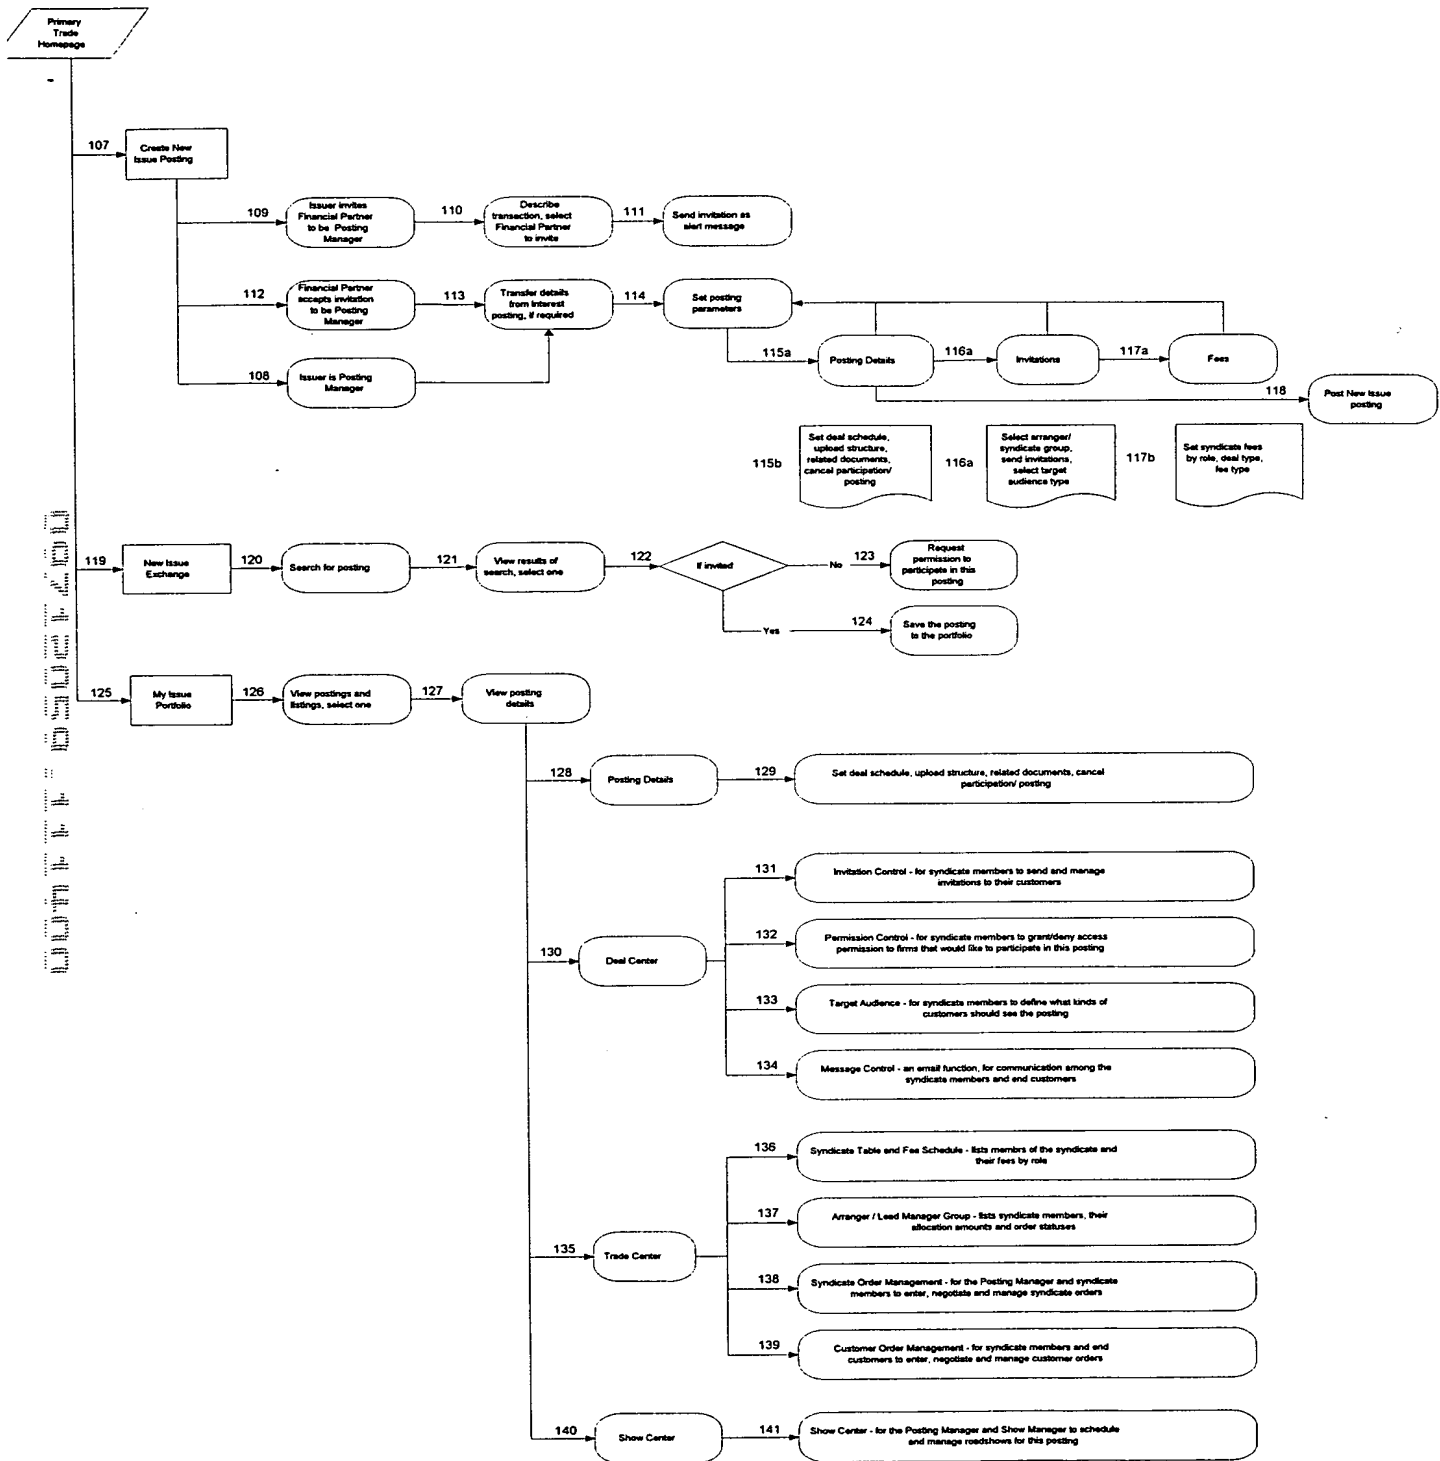 Primary
Trade
Homepage
107
Create New
Issue Posting
109
Issuer invites
Financial Partner
to be Posting
Manager
110
Describe
transaction, select
Financial Partner
to invite
111
Send invitation as
alert message
112
Financial Partner
accepts invitation
to be Posting
Manager
113
Transfer details
from Interest
posting, if required
114
Set posting
parameters
115a
Posting Details
116a
Invitations
117a
Fees
108
Issuer is Posting
Manager
118
Post New Issue
posting
115b
Set deal schedule,
upload structure,
related documents,
cancel participation/
posting
116a
Select arranger/
syndicate group,
send invitations,
select target
audience type
117b
Set syndicate fees
by role, deal type,
fee type
119
New Issue
Exchange
120
Search for posting
121
View results of
search, select one
122
If invited
No
123
Request
permission to
participate in this
posting
Yes
124
Save the posting
to the portfolio
125
My Issue
Portfolio
126
View postings and
listings, select one
127
View posting
details
128
Posting Details
129
Set deal schedule, upload structure, related documents, cancel
participation/ posting
130
Deal Center
131
Invitation Control - for syndicate members to send and manage
invitations to their customers
132
Permission Control - for syndicate members to grant/deny access
permission to firms that would like to participate in this posting
133
Target Audience - for syndicate members to define what kinds of
customers should see the posting
134
Message Control - an email function, for communication among the
syndicate members and end customers
135
Trade Center
136
Syndicate Table and Fee Schedule - lists membrs of the syndicate and
their fees by role
137
Arranger / Lead Manager Group - lists syndicate members, their
allocation amounts and order statuses
138
Syndicate Order Management - for the Posting Manager and syndicate
members to enter, negotiate and manage syndicate orders
139
Customer Order Management - for syndicate members and end
customers to enter, negotiate and manage customer orders
140
Show Center
141
Show Center - for the Posting Manager and Show Manager to schedule
and manage roadshows for this posting